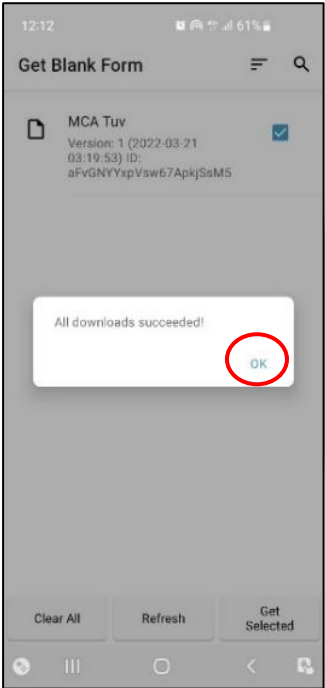 12:12 61%
Get Blank Form
MCA Tuv
Version: 1 (2022-03-21
03:19:53) ID:
aFvGNYYxpVsw67ApkjSsM5
All downloads succeeded!
OK
Clear All Refresh Get
Selected